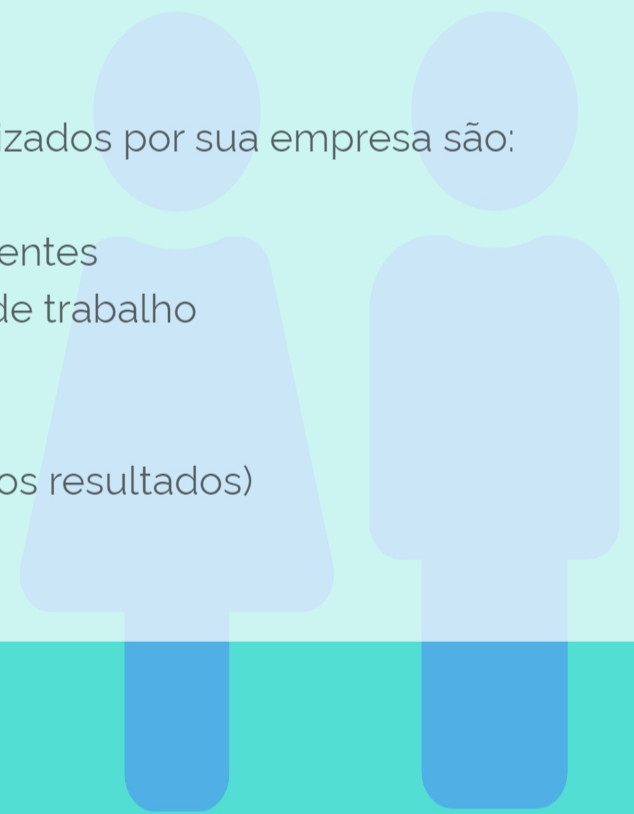 izados por sua empresa são:
entes
de trabalho
os resultados)